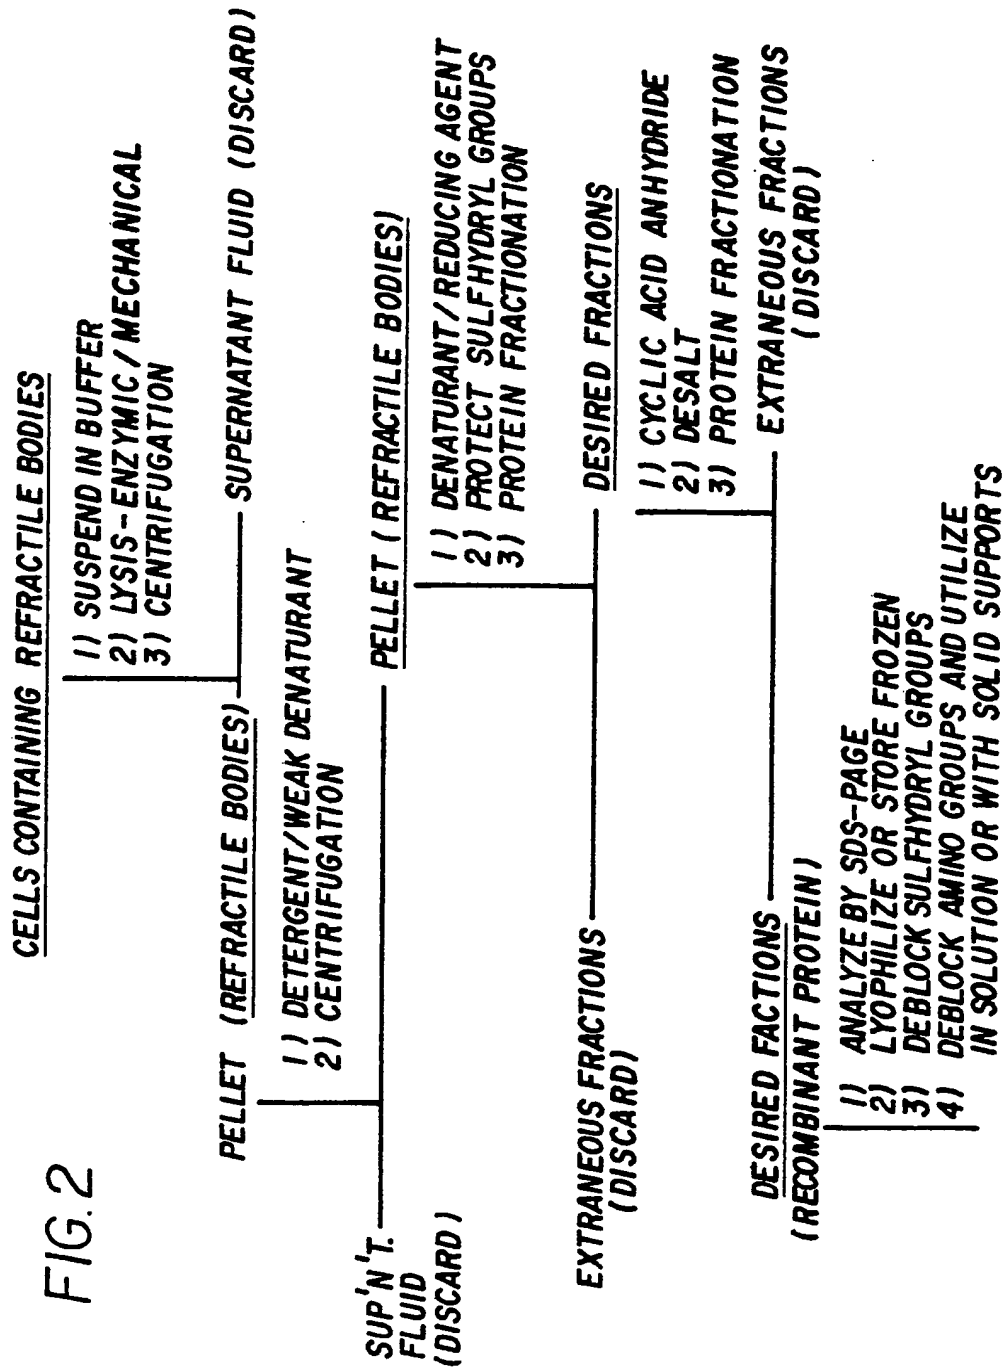 FIG. 2
CELLS CONTAINING REFRACTILE BODIES
1) SUSPEND IN BUFFER
2) LYSIS-ENZYMIC / MECHANICAL
3) CENTRIFUGATION
PELLET (REFRACTILE BODIES)
SUPERNATANT FLUID (DISCARD)
1) DETERGENT/WEAK DENATURANT
2) CENTRIFUGATION
SUP'N'T.
FLUID
(DISCARD)
PELLET (REFRACTILE BODIES)
1) DENATURANT/REDUCING AGENT
2) PROTECT SULFHYDRYL GROUPS
3) PROTEIN FRACTIONATION
EXTRANEOUS FRACTIONS
(DISCARD)
DESIRED FRACTIONS
1) CYCLIC ACID ANHYDRIDE
2) DESALT
3) PROTEIN FRACTIONATION
DESIRED FACTIONS
(RECOMBINANT PROTEIN)
EXTRANEOUS FRACTIONS
(DISCARD)
1) ANALYZE BY SDS-PAGE
2) LYOPHILIZE OR STORE FROZEN
3) DEBLOCK SULFHYDRYL GROUPS
4) DEBLOCK AMINO GROUPS AND UTILIZE
IN SOLUTION OR WITH SOLID SUPPORTS